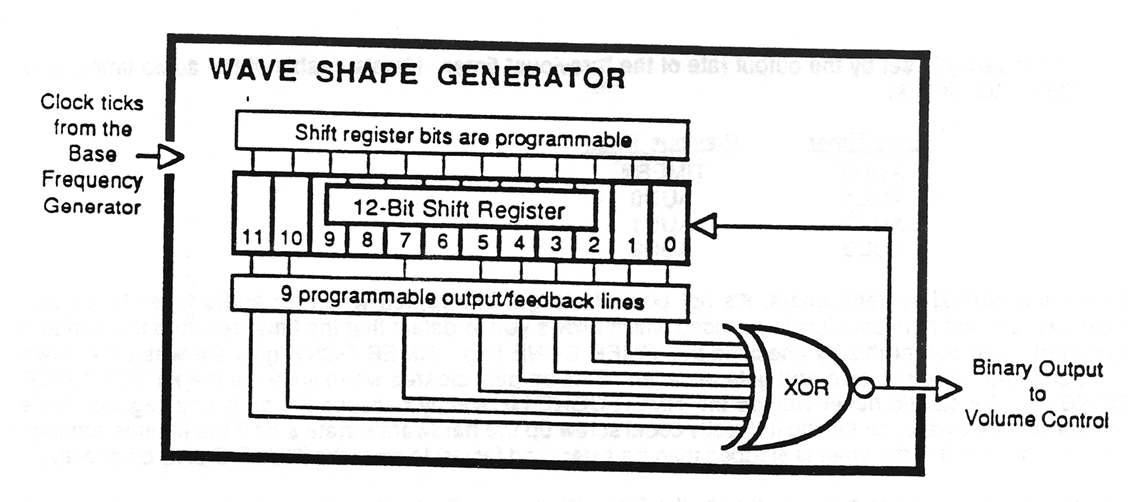 WAVE SHAPE GENERATOR
Clock ticks
from the
Base
Frequency
Generator
Shift register bits are programmable
12-Bit Shift Register
11 10 9 8 7 6 5 4 3 2 1 0
9 programmable output/feedback lines
XOR
Binary Output
to
Volume Control